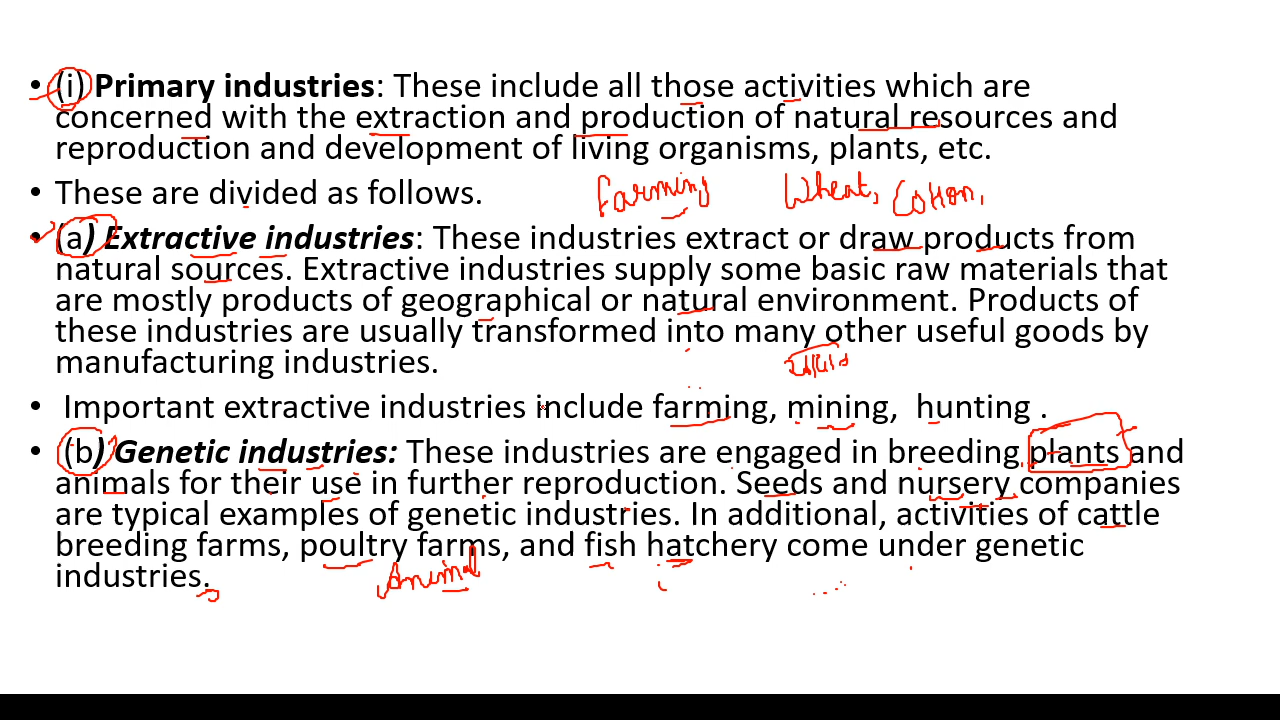 • (i) Primary industries: These include all those activities which are
concerned with the extraction and production of natural resources and
reproduction and development of living organisms, plants, etc.
• These are divided as follows.
Farming Wheat, Cotton,
• (a) Extractive industries: These industries extract or draw products from
natural sources. Extractive industries supply some basic raw materials that
are mostly products of geographical or natural environment. Products of
these industries are usually transformed into many other useful goods by
manufacturing industries.
• Important extractive industries include farming, mining, hunting .
• (b) Genetic industries: These industries are engaged in breeding plants and
animals for their use in further reproduction. Seeds and nursery companies
are typical examples of genetic industries. In additional, activities of cattle
breeding farms, poultry farms, and fish hatchery come under genetic
industries.
Animal